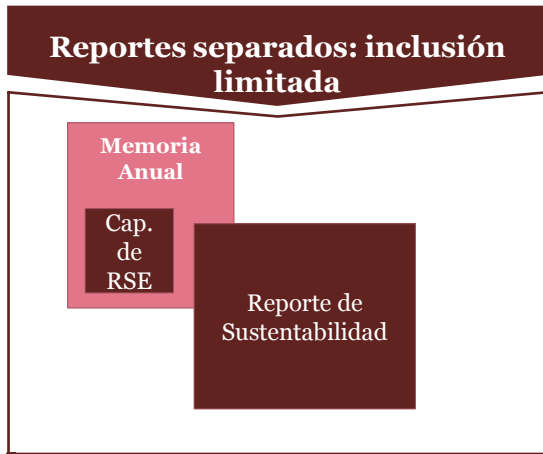 Reportes separados: inclusión
limitada
Memoria
Anual
Cap.
de
RSE
Reporte de
Sustentabilidad